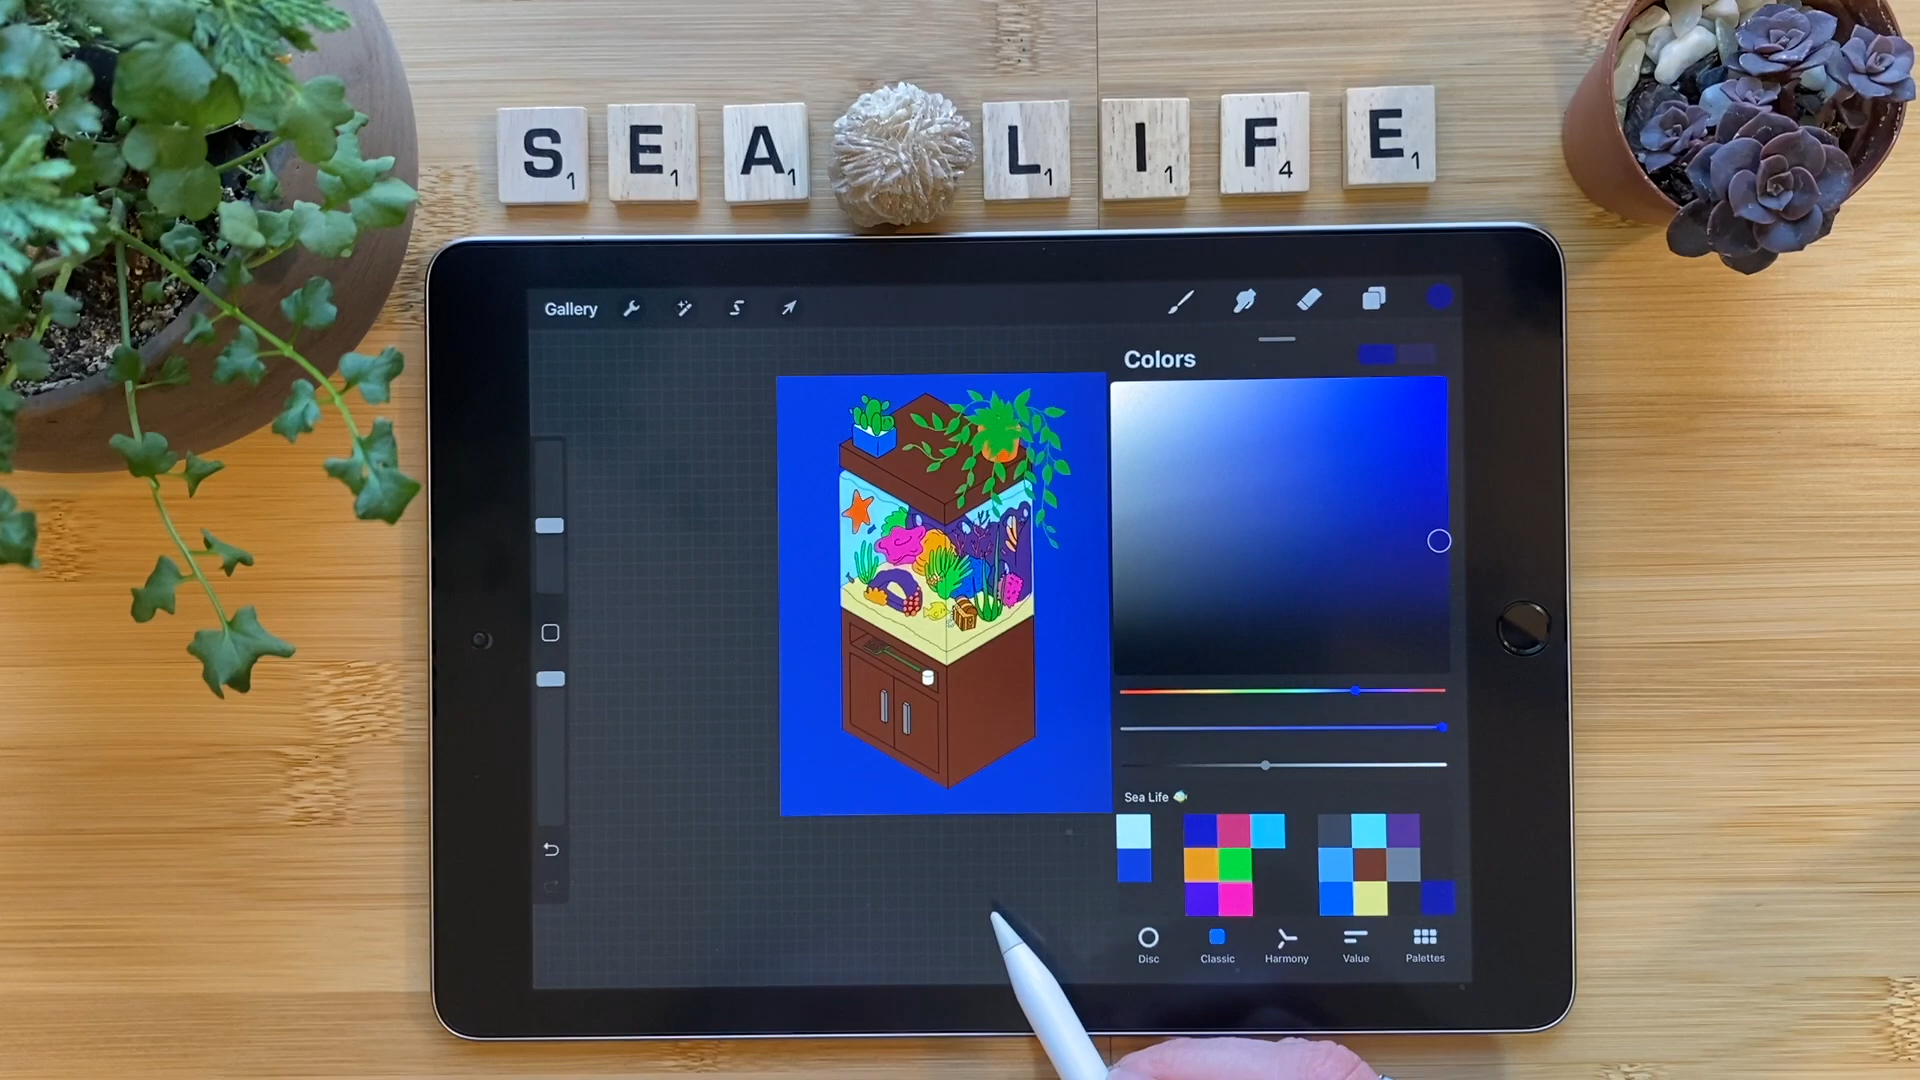 S1 E1 A1 L1 I1 F4 E1
Gallery
Colors
Sea Life
Disc Classic Harmony Value Palettes